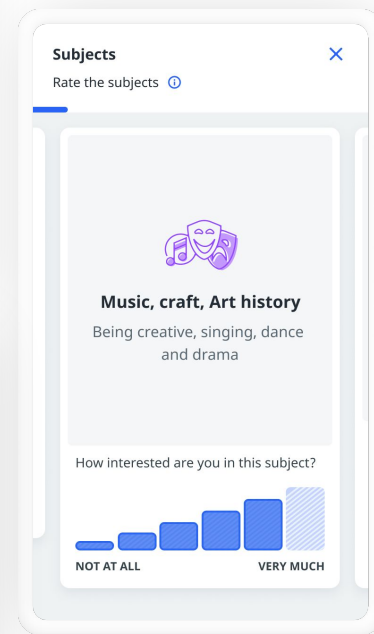 Subjects
Rate the subjects
Music, craft, Art history
Being creative, singing, dance
and drama
How interested are you in this subject?
NOT AT ALL VERY MUCH